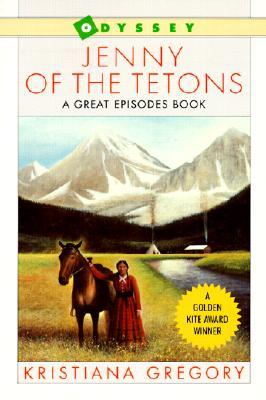 ODYSSEY
JENNY
OF THE TETONS
A GREAT EPISODES BOOK
A
GOLDEN
KITE AWARD
WINNER
KRISTIANA GREGORY